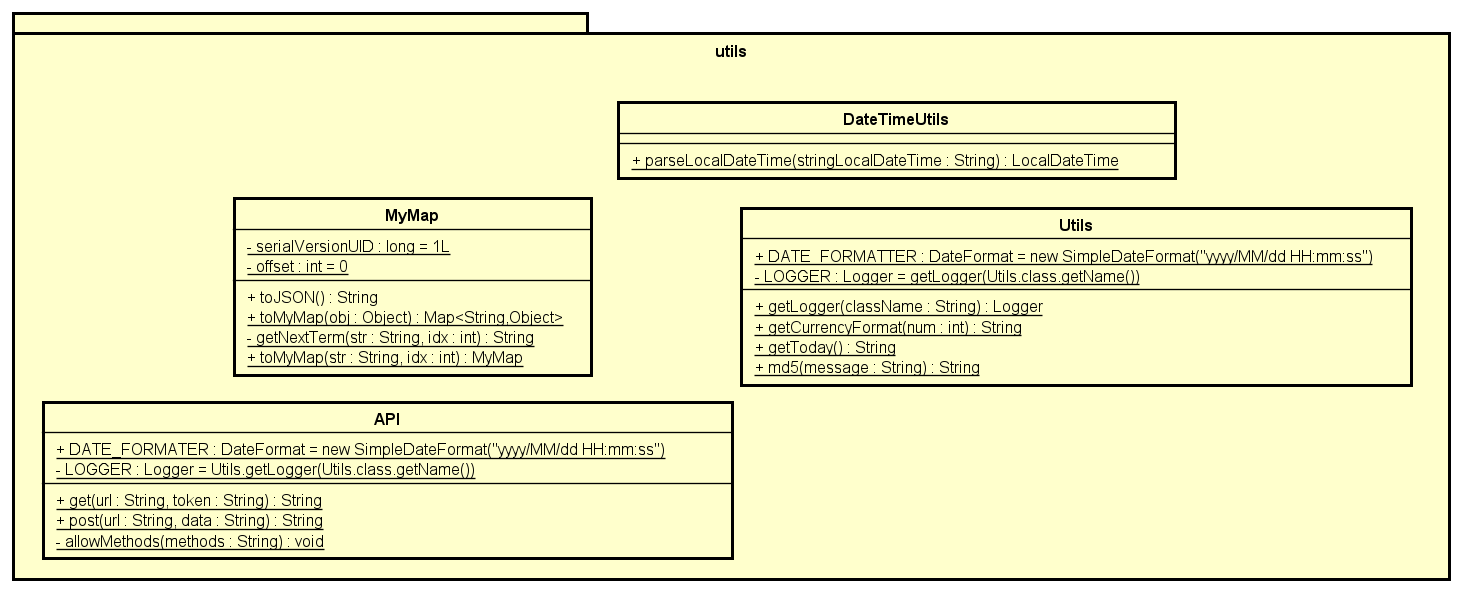 utils
DateTimeUtils
+ parseLocalDateTime(stringLocalDateTime : String) : LocalDateTime
MyMap
- serialVersionUID : long = 1L
- offset : int = 0
+ toJSON() : String
+ toMyMap(obj : Object) : Map<String,Object>
- getNextTerm(str : String, idx : int) : String
+ toMyMap(str : String, idx : int) : MyMap
Utils
+ DATE_FORMATTER : DateFormat = new SimpleDateFormat("yyyy/MM/dd HH:mm:ss")
- LOGGER : Logger = getLogger(Utils.class.getName())
+ getLogger(className : String) : Logger
+ getCurrencyFormat(num : int) : String
+ getToday() : String
+ md5(message : String) : String
API
+ DATE_FORMATER : DateFormat = new SimpleDateFormat("yyyy/MM/dd HH:mm:ss")
- LOGGER : Logger = Utils.getLogger(Utils.class.getName())
+ get(url : String, token : String) : String
+ post(url : String, data : String) : String
- allowMethods(methods : String) : void